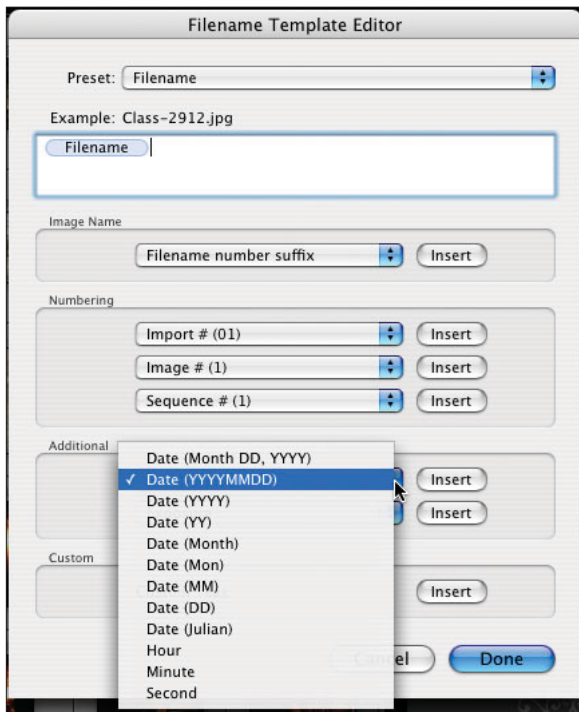 Filename Template Editor
Preset: Filename
Example: Class-2912.jpg
Filename
Image Name
Filename number suffix Insert
Numbering
Import # (01) Insert
Image # (1) Insert
Sequence # (1) Insert
Additional
Date (Month DD, YYYY)
✓ Date (YYYYMMDD) Insert
Date (YYYY)
Insert
Date (YY)
Date (Month)
Custom
Date (Mon)
Date (MM) Insert
Date (DD)
Date (Julian)
Hour
el Done
Minute
Second